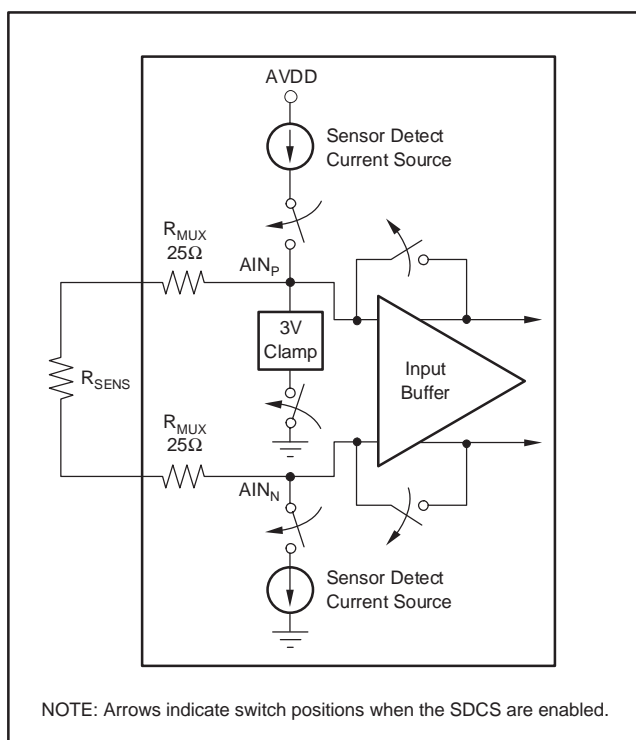 AVDD
Sensor Detect
Current Source
R_MUX
25Ω
AIN_P
3V
Clamp
Input
Buffer
R_SENS
R_MUX
25Ω
AIN_N
Sensor Detect
Current Source
NOTE: Arrows indicate switch positions when the SDCS are enabled.